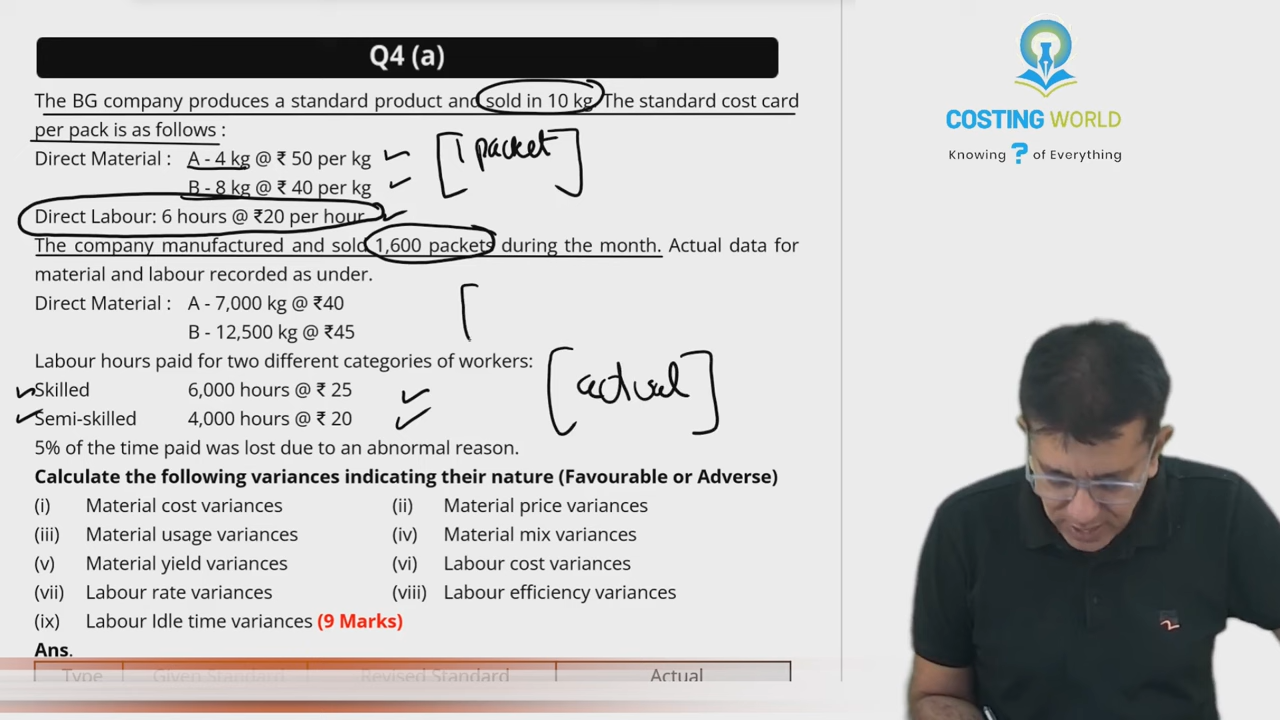 Q4 (a)
The BG company produces a standard product and sold in 10 kg. The standard cost card
per pack is as follows :
Direct Material : A - 4 kg @ ₹ 50 per kg
B - 8 kg @ ₹ 40 per kg
[1 packet]
Direct Labour: 6 hours @ ₹20 per hour
The company manufactured and sold 1,600 packets during the month. Actual data for
material and labour recorded as under.
Direct Material : A - 7,000 kg @ ₹40
B - 12,500 kg @ ₹45
Labour hours paid for two different categories of workers:
Skilled 6,000 hours @ ₹ 25
Semi-skilled 4,000 hours @ ₹ 20
[actual]
5% of the time paid was lost due to an abnormal reason.
Calculate the following variances indicating their nature (Favourable or Adverse)
(i) Material cost variances (ii) Material price variances
(iii) Material usage variances (iv) Material mix variances
(v) Material yield variances (vi) Labour cost variances
(vii) Labour rate variances (viii) Labour efficiency variances
(ix) Labour Idle time variances (9 Marks)
Ans.
Type Given Standard Revised Standard Actual
COSTING WORLD
Knowing ? of Everything